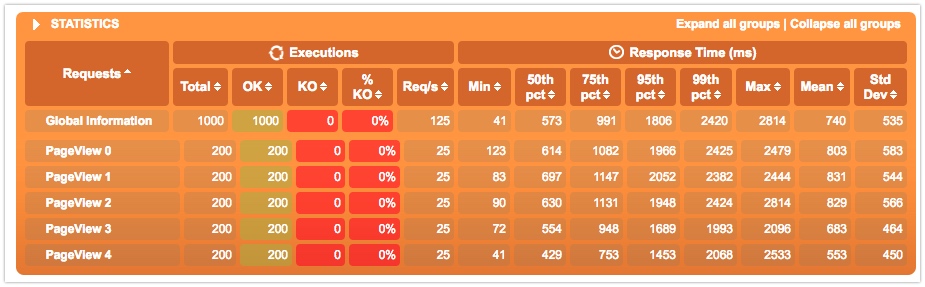 STATISTICS Expand all groups | Collapse all groups
Executions Response Time (ms)
Requests Total OK KO % KO Req/s Min 50th pct 75th pct 95th pct 99th pct Max Mean Std Dev
Global Information 1000 1000 0 0% 125 41 573 991 1806 2420 2814 740 535
PageView 0 200 200 0 0% 25 123 614 1082 1966 2425 2479 803 583
PageView 1 200 200 0 0% 25 83 697 1147 2052 2382 2444 831 544
PageView 2 200 200 0 0% 25 90 630 1131 1948 2424 2814 829 566
PageView 3 200 200 0 0% 25 72 554 948 1689 1993 2096 683 464
PageView 4 200 200 0 0% 25 41 429 753 1453 2068 2533 553 450